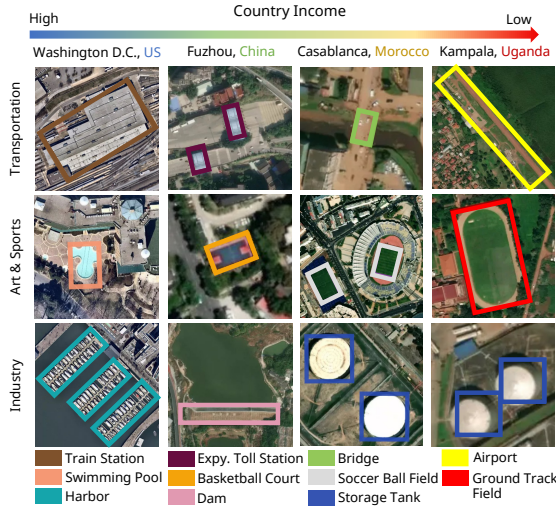 Country Income
High
Low
Washington D.C., US
Fuzhou, China
Casablanca, Morocco
Kampala, Uganda
Transportation
Art & Sports
Industry
Train Station
Expy. Toll Station
Bridge
Airport
Swimming Pool
Basketball Court
Soccer Ball Field
Ground Track
Field
Harbor
Dam
Storage Tank